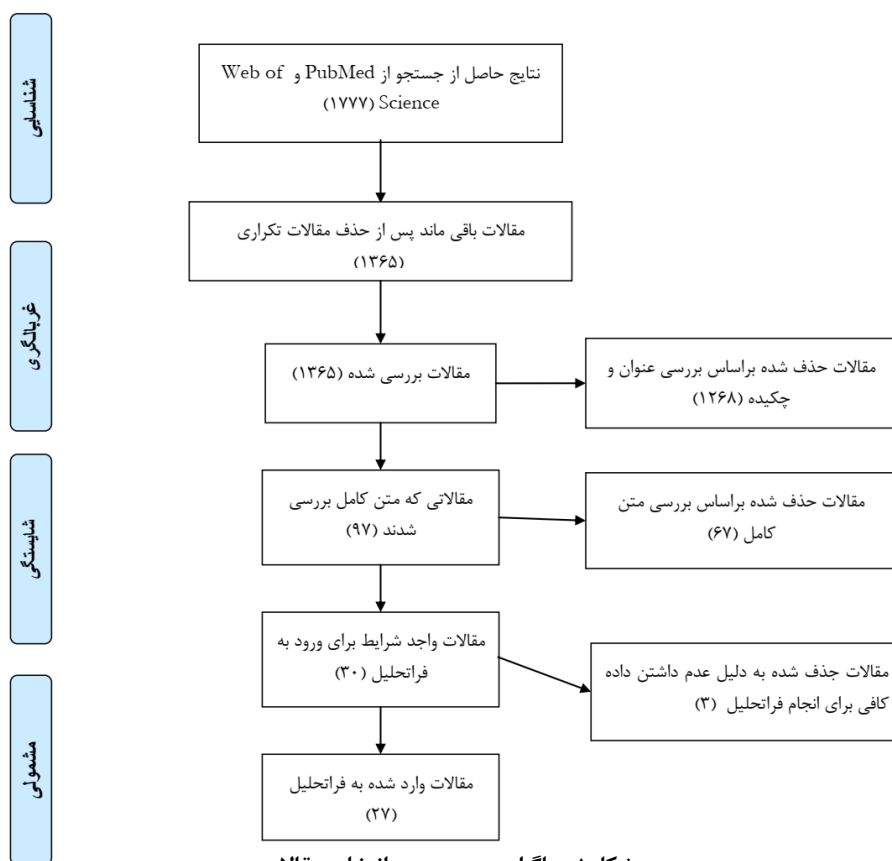 شناسایی
نتایج حاصل از جستجو از PubMed و Web of
Science (۱۷۷۷)
مقالات باقی ماند پس از حذف مقالات تکراری
(۱۳۶۵)
غربالگری
مقالات بررسی شده (۱۳۶۵)
مقالات حذف شده براساس بررسی عنوان و
چکیده (۱۲۶۸)
شایستگی
مقالاتی که متن کامل بررسی
شدند (۹۷)
مقالات حذف شده براساس بررسی متن
کامل (۶۷)
مقالات واجد شرایط برای ورود به
فراتحلیل (۳۰)
مقالات جذف شده به دلیل عدم داشتن داده
کافی برای انجام فراتحلیل (۳)
مشمولی
مقالات وارد شده به فراتحلیل
(۲۷)